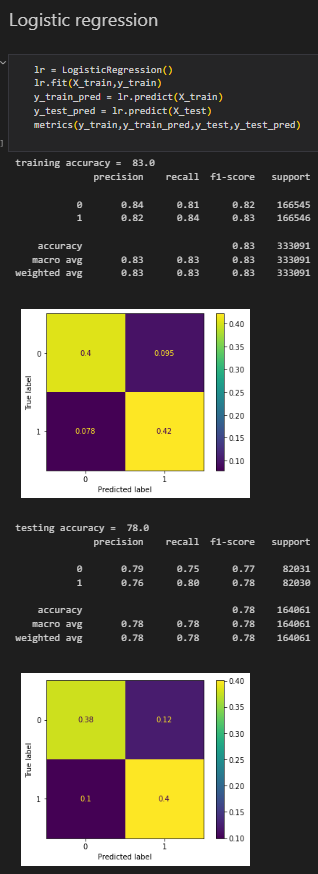 Logistic regression
lr = LogisticRegression()
lr.fit(X_train,y_train)
y_train_pred = lr.predict(X_train)
y_test_pred = lr.predict(X_test)
metrics(y_train,y_train_pred,y_test,y_test_pred)
training accuracy =  83.0
precision    recall  f1-score   support
0       0.84      0.81      0.82    166545
1       0.82      0.84      0.83    166546
accuracy                           0.83    333091
macro avg       0.83      0.83      0.83    333091
weighted avg       0.83      0.83      0.83    333091
0.40
0.35
0.30
0.25
0.20
0.15
0.10
True label
0
0.4
0.095
1
0.078
0.42
0
1
Predicted label
testing accuracy =  78.0
precision    recall  f1-score   support
0       0.79      0.75      0.77     82031
1       0.76      0.80      0.78     82030
accuracy                           0.78    164061
macro avg       0.78      0.78      0.78    164061
weighted avg       0.78      0.78      0.78    164061
0.40
0.35
0.30
0.25
0.20
0.15
0.10
True label
0
0.38
0.12
1
0.1
0.4
0
1
Predicted label